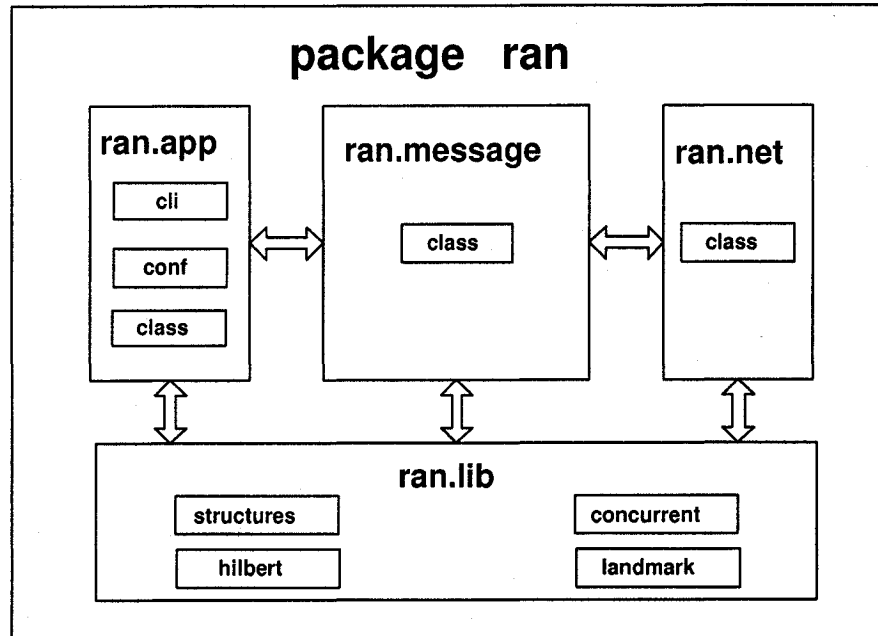 package ran
ran.app
cli
conf
class
ran.message
class
ran.net
class
ran.lib
structures
concurrent
hilbert
landmark